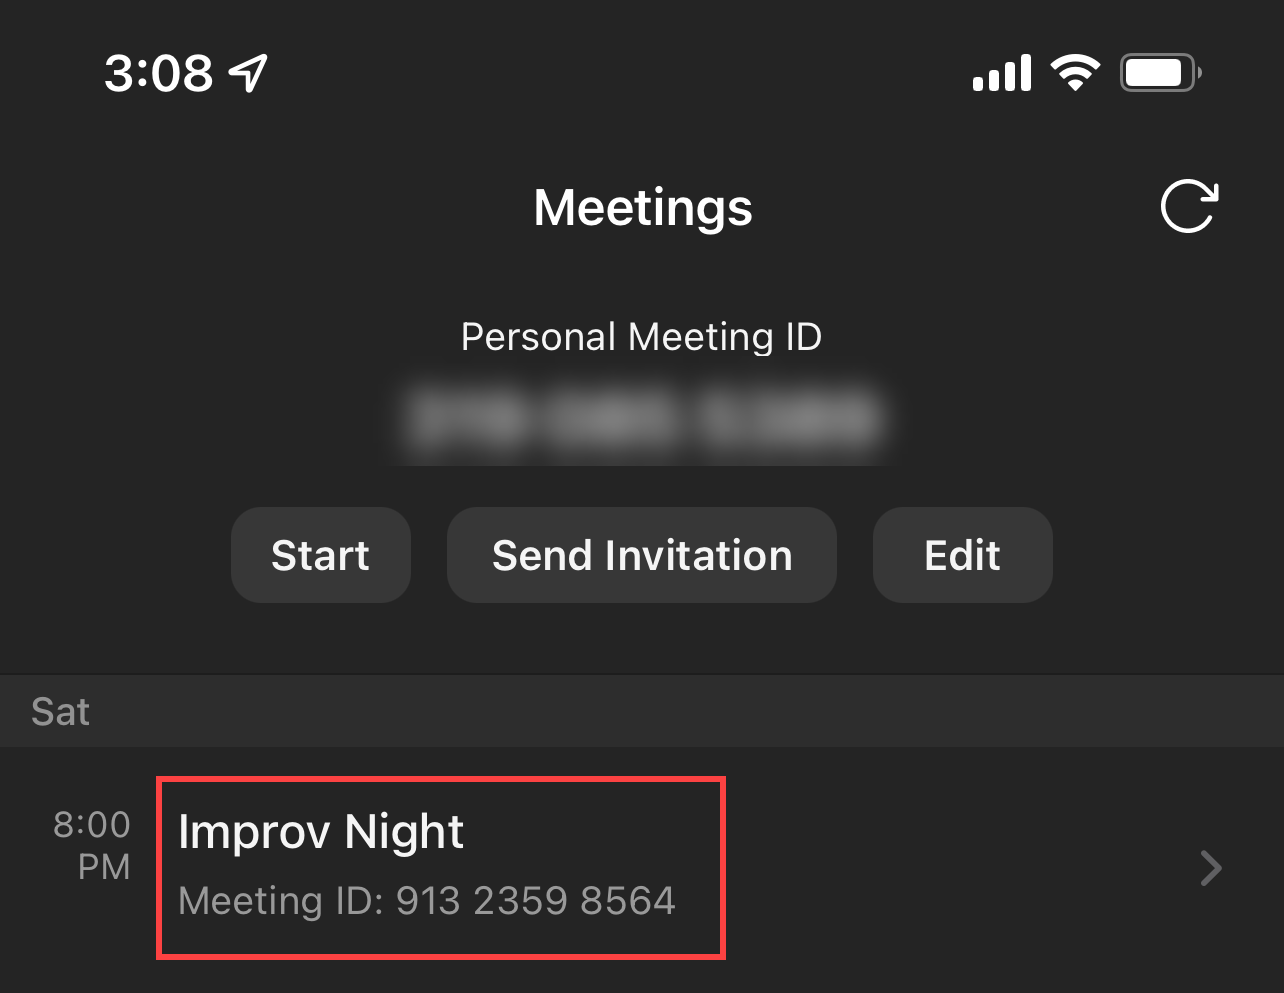 3:08
Meetings
Personal Meeting ID
Start
Send Invitation
Edit
Sat
8:00
PM
Improv Night
Meeting ID: 913 2359 8564